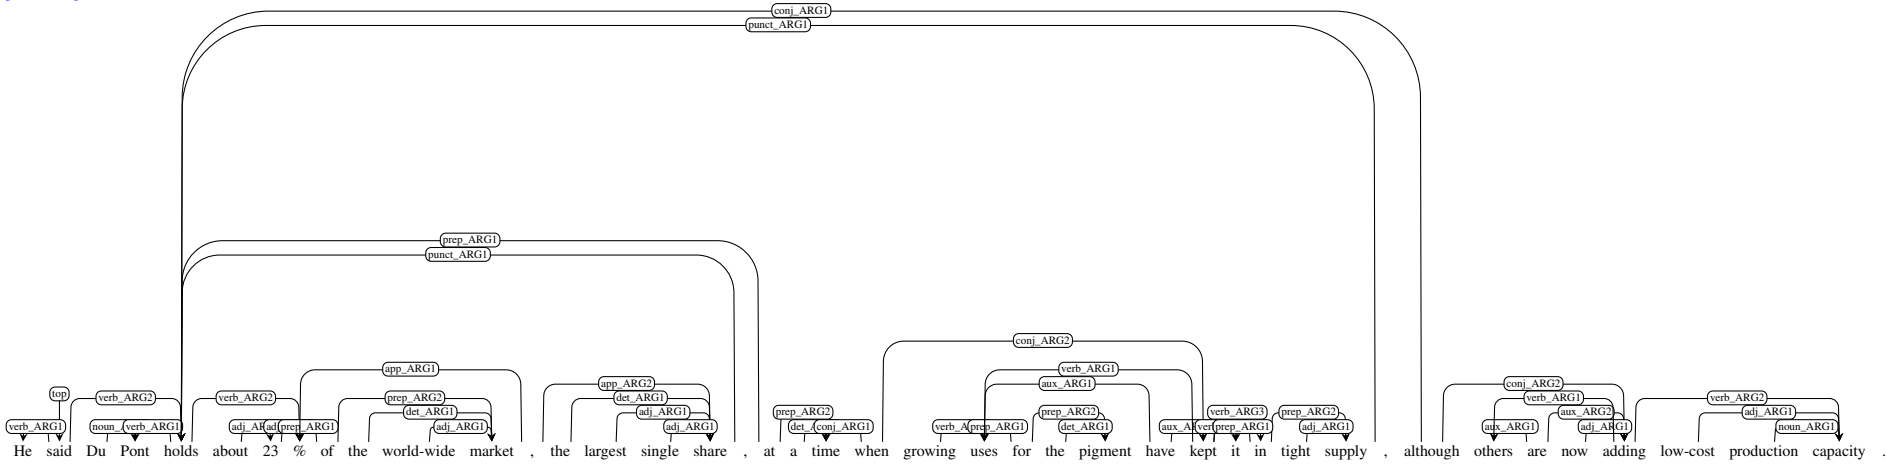 conj_ARG1
punct_ARG1
prep_ARG1
punct_ARG1
conj_ARG2
app_ARG1 verb_ARG1
app_ARG2 aux_ARG1 conj_ARG2
top verb_ARG2 verb_ARG2 prep_ARG2 det_ARG1 verb_ARG1 verb_ARG2
det_ARG1 adj_ARG1 prep_ARG2 prep_ARG2 verb_ARG3 prep_ARG2 aux_ARG2 adj_ARG1
verb_ARG1 verb_ARG1 prep_ARG1 adj_ARG1 adj_ARG1 conj_ARG1 prep_ARG1 det_ARG1 prep_ARG1 adj_ARG1 aux_ARG1 adj_ARG1 noun_ARG1
He said Du Pont holds about 23 % of the world-wide market , the largest single share , at a time when growing uses for the pigment have kept it in tight supply , although others are now adding low-cost production capacity .